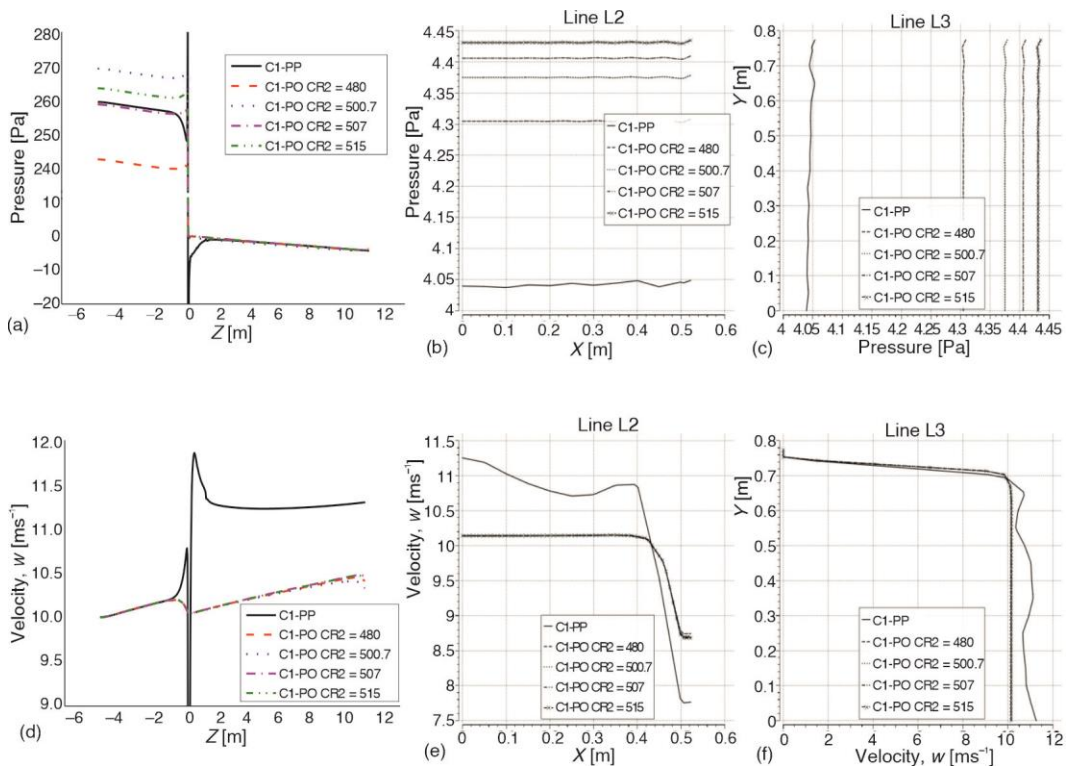 Pressure [Pa]
280
270
260
250
240
0
−10
−20
−6
−4
−2
0
2
4
6
8
10
12
Z [m]
C1-PP
C1-PO CR2 = 480
C1-PO CR2 = 500.7
C1-PO CR2 = 507
C1-PO CR2 = 515
(a)
Line L2
Pressure [Pa]
4.45
4.4
4.35
4.3
4.25
4.2
4.15
4.1
4.05
4
0
0.1
0.2
0.3
0.4
0.5
0.6
X [m]
C1-PP
C1-PO CR2 = 480
C1-PO CR2 = 500.7
C1-PO CR2 = 507
C1-PO CR2 = 515
(b)
Line L3
Y [m]
0.8
0.7
0.6
0.5
0.4
0.3
0.2
0.1
0
4
4.05
4.15
4.2
4.25
4.3
4.35
4.4
4.45
Pressure [Pa]
C1-PP
C1-PO CR2 = 480
C1-PO CR2 = 500.7
C1-PO CR2 = 507
C1-PO CR2 = 515
(c)
Velocity, w [ms⁻¹]
12.0
11.5
11.0
10.5
10.0
9.5
9.0
−6
−4
−2
0
2
4
6
8
10
12
Z [m]
C1-PP
C1-PO CR2 = 480
C1-PO CR2 = 500.7
C1-PO CR2 = 507
C1-PO CR2 = 515
(d)
Line L2
Velocity, w [ms⁻¹]
11.5
11
10.5
10
9.5
9
8.5
8
7.5
0
0.1
0.2
0.3
0.4
0.5
0.6
X [m]
C1-PP
C1-PO CR2 = 480
C1-PO CR2 = 500.7
C1-PO CR2 = 507
C1-PO CR2 = 515
(e)
Line L3
Y [m]
0.8
0.7
0.6
0.5
0.4
0.3
0.2
0.1
0
0
2
4
6
8
10
12
Velocity, w [ms⁻¹]
C1-PP
C1-PO CR2 = 480
C1-PO CR2 = 500.7
C1-PO CR2 = 507
C1-PO CR2 = 515
(f)